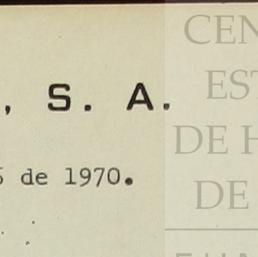 , S. A.
de 1970.
CEN
EST
DE H
DE